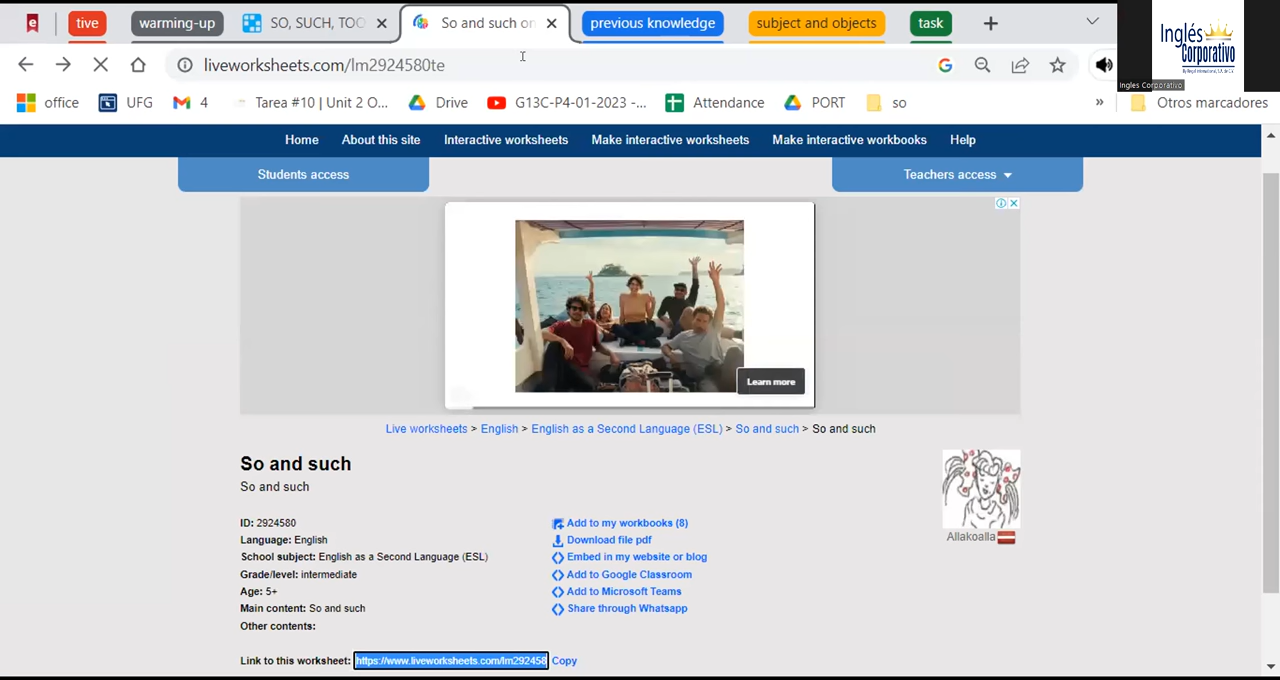 live
warming-up
SO, SUCH, TOO
So and such on
previous knowledge
subject and objects
task
liveworksheets.com/lm2924580te
Inglés
Corporativo
Ingles Corporativo
office
UFG
4
Tarea #10 | Unit 2 O...
Drive
G13C-P4-01-2023 -...
Attendance
PORT
so
»
Otros marcadores
Home
About this site
Interactive worksheets
Make interactive worksheets
Make interactive workbooks
Help
Students access
Teachers access
Learn more
Live worksheets > English > English as a Second Language (ESL) > So and such > So and such
So and such
So and such
ID: 2924580
Language: English
School subject: English as a Second Language (ESL)
Grade/level: intermediate
Age: 5+
Main content: So and such
Other contents:
Add to my workbooks (8)
Download file pdf
Embed in my website or blog
Add to Google Classroom
Add to Microsoft Teams
Share through Whatsapp
Allakoalla
Link to this worksheet: https://www.liveworksheets.com/lm292458 Copy